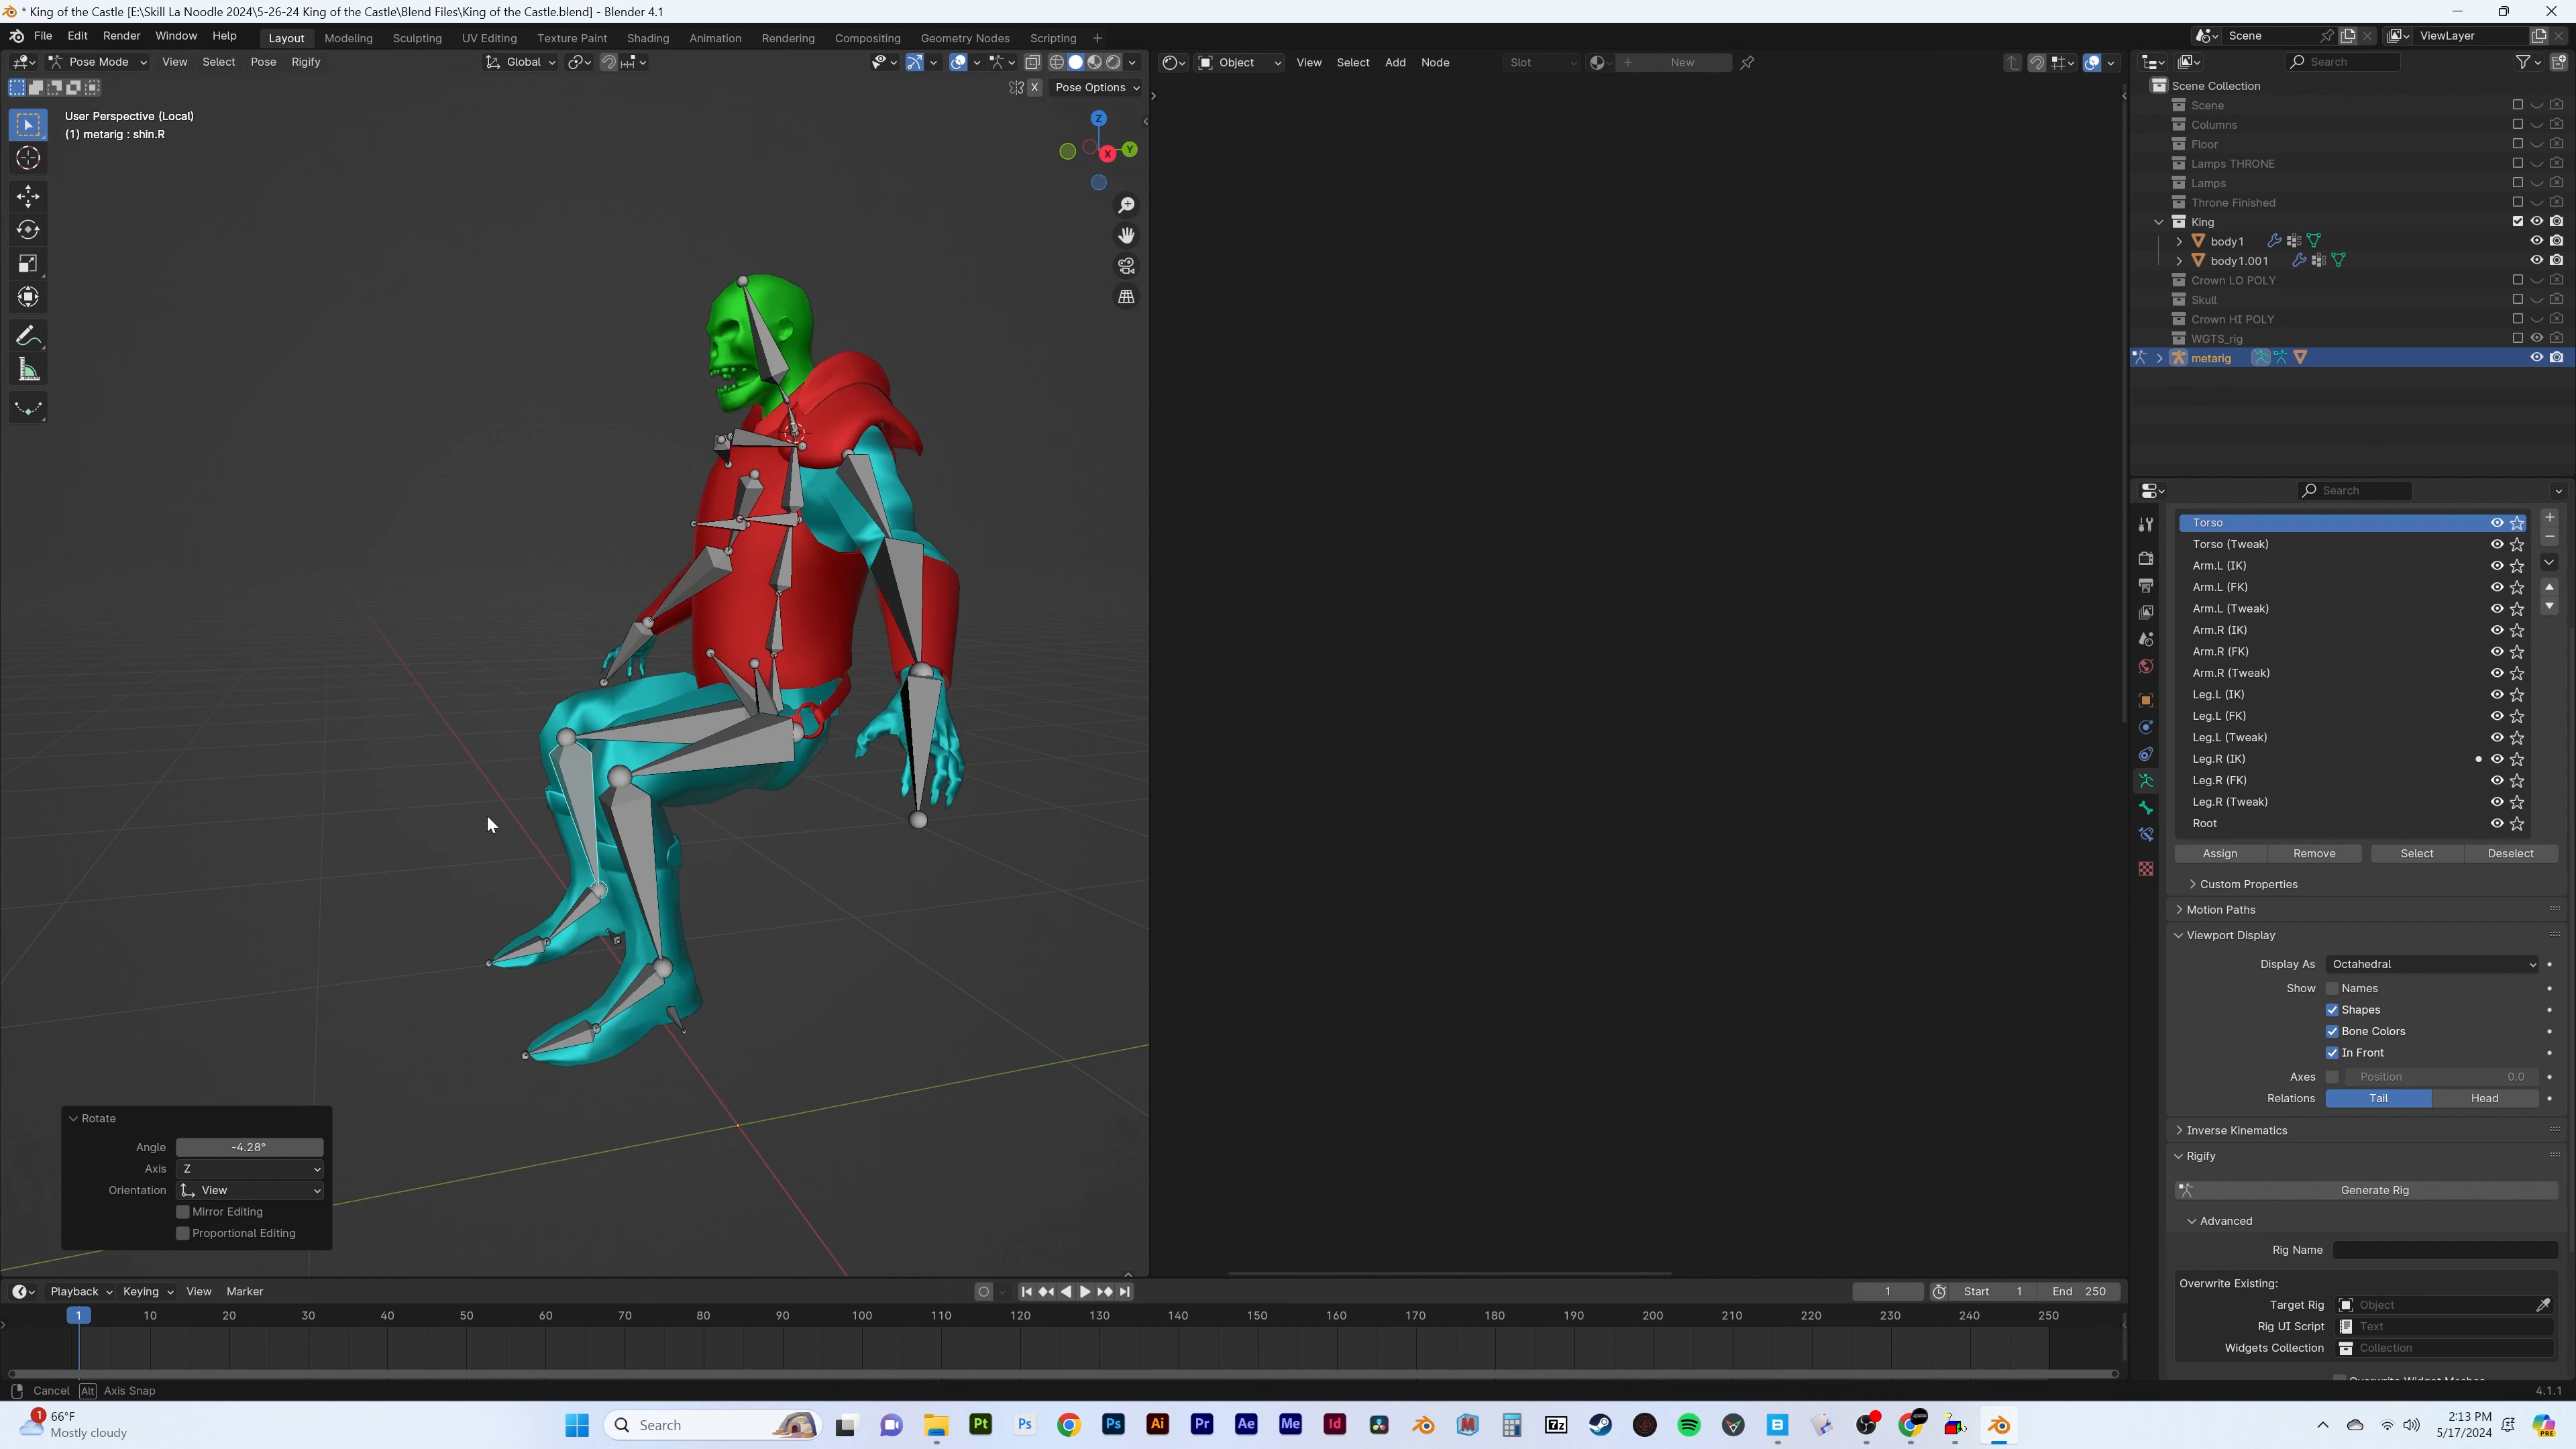 * King of the Castle [E:\Skill La Noodle 2024\5-26-24 King of the Castle\Blend Files\King of the Castle.blend] - Blender 4.1
File Edit Render Window Help Layout Modeling Sculpting UV Editing Texture Paint Shading Animation Rendering Compositing Geometry Nodes Scripting +
Scene ViewLayer
Pose Mode View Select Pose Rigify Global
Object View Select Add Node Slot New
Search
X Pose Options
User Perspective (Local)
(1) metarig : shin.R
Z
X
Y
Scene Collection
Scene
Columns
Floor
Lamps THRONE
Lamps
Throne Finished
King
body1
body1.001
Crown LO POLY
Skull
Crown HI POLY
WGTS_rig
metarig
Search
Torso
Torso (Tweak)
Arm.L (IK)
Arm.L (FK)
Arm.L (Tweak)
Arm.R (IK)
Arm.R (FK)
Arm.R (Tweak)
Leg.L (IK)
Leg.L (FK)
Leg.L (Tweak)
Leg.R (IK)
Leg.R (FK)
Leg.R (Tweak)
Root
Assign Remove Select Deselect
Custom Properties
Motion Paths
Viewport Display
Display As Octahedral
Show Names
Shapes
Bone Colors
In Front
Axes Position 0.0
Relations Tail Head
Inverse Kinematics
Rigify
Generate Rig
Advanced
Rig Name
Overwrite Existing:
Target Rig Object
Rig UI Script Text
Widgets Collection Collection
Rotate
Angle -4.28°
Axis Z
Orientation View
Mirror Editing
Proportional Editing
Playback Keying View Marker 1 Start 1 End 250
1 10 20 30 40 50 60 70 80 90 100 110 120 130 140 150 160 170 180 190 200 210 220 230 240 250
Cancel Alt Axis Snap
4.1.1
1
66°F
Mostly cloudy
Search
Pt Ps Ps Ai Pr Ae Me Id 7z B
2:13 PM
5/17/2024
PRE